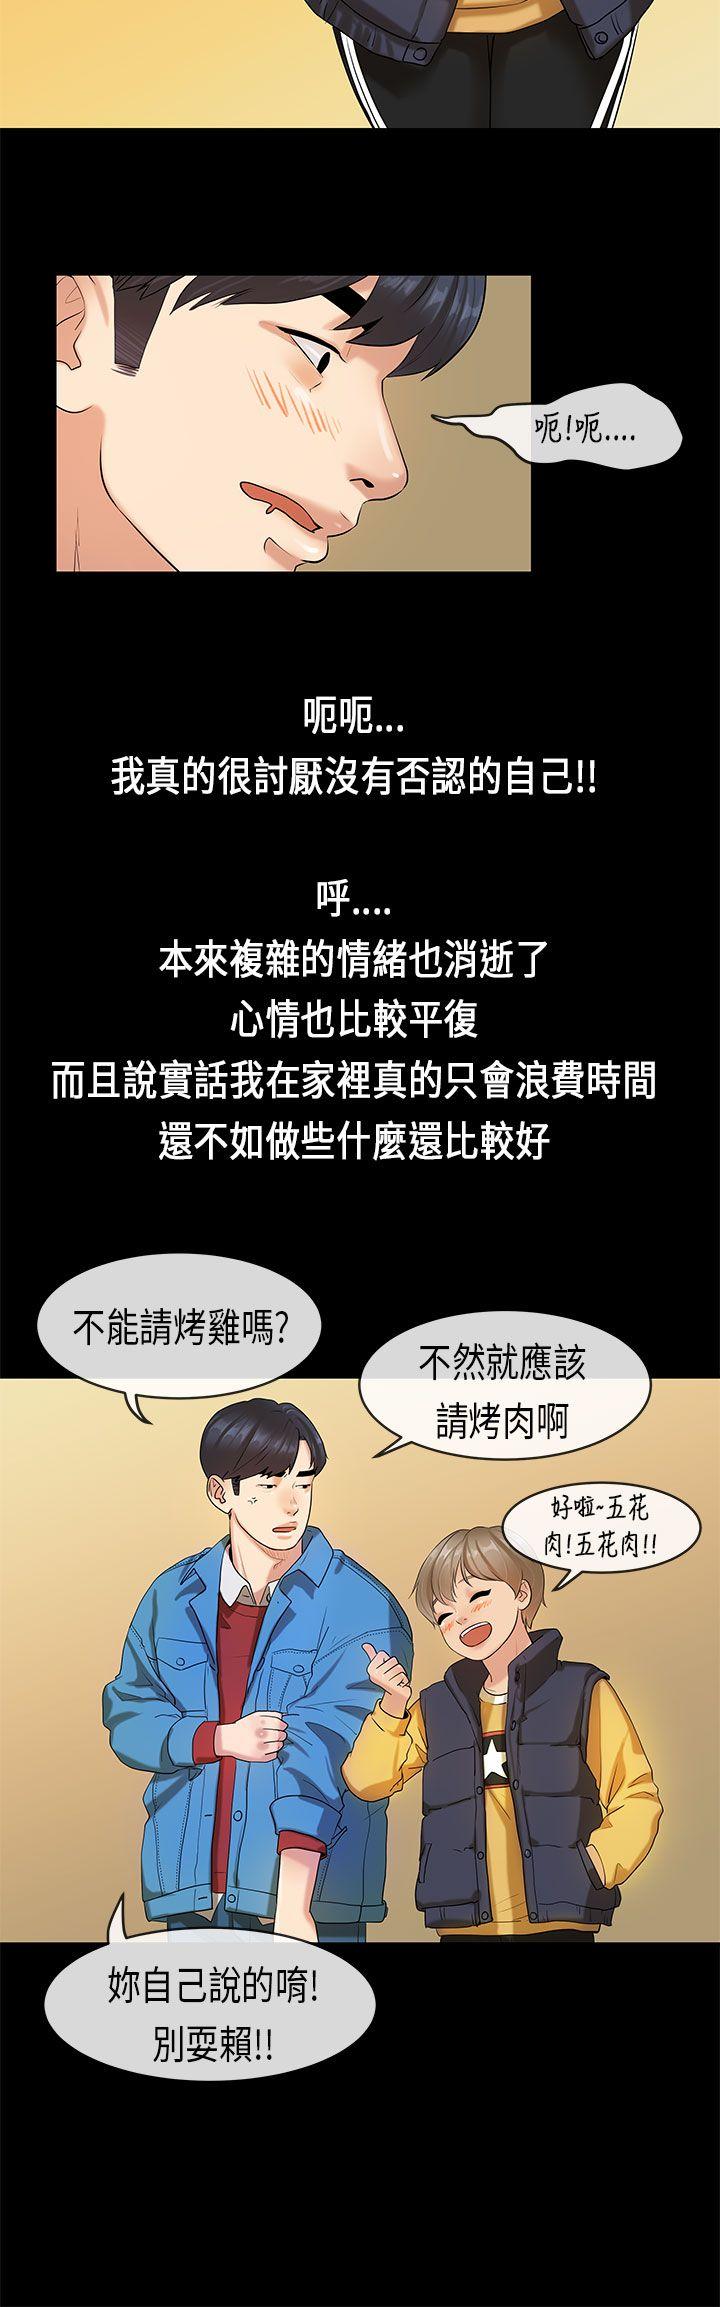 呃!呃....
呃呃...
我真的很討厭沒有否認的自己!!
呼....
本來複雜的情緒也消逝了
心情也比較平復
而且說實話我在家裡真的只會浪費時間
還不如做些什麼還比較好
不能請烤雞嗎?
不然就應該
請烤肉啊
好啦~五花
肉!五花肉!!
妳自己說的唷!
別耍賴!!